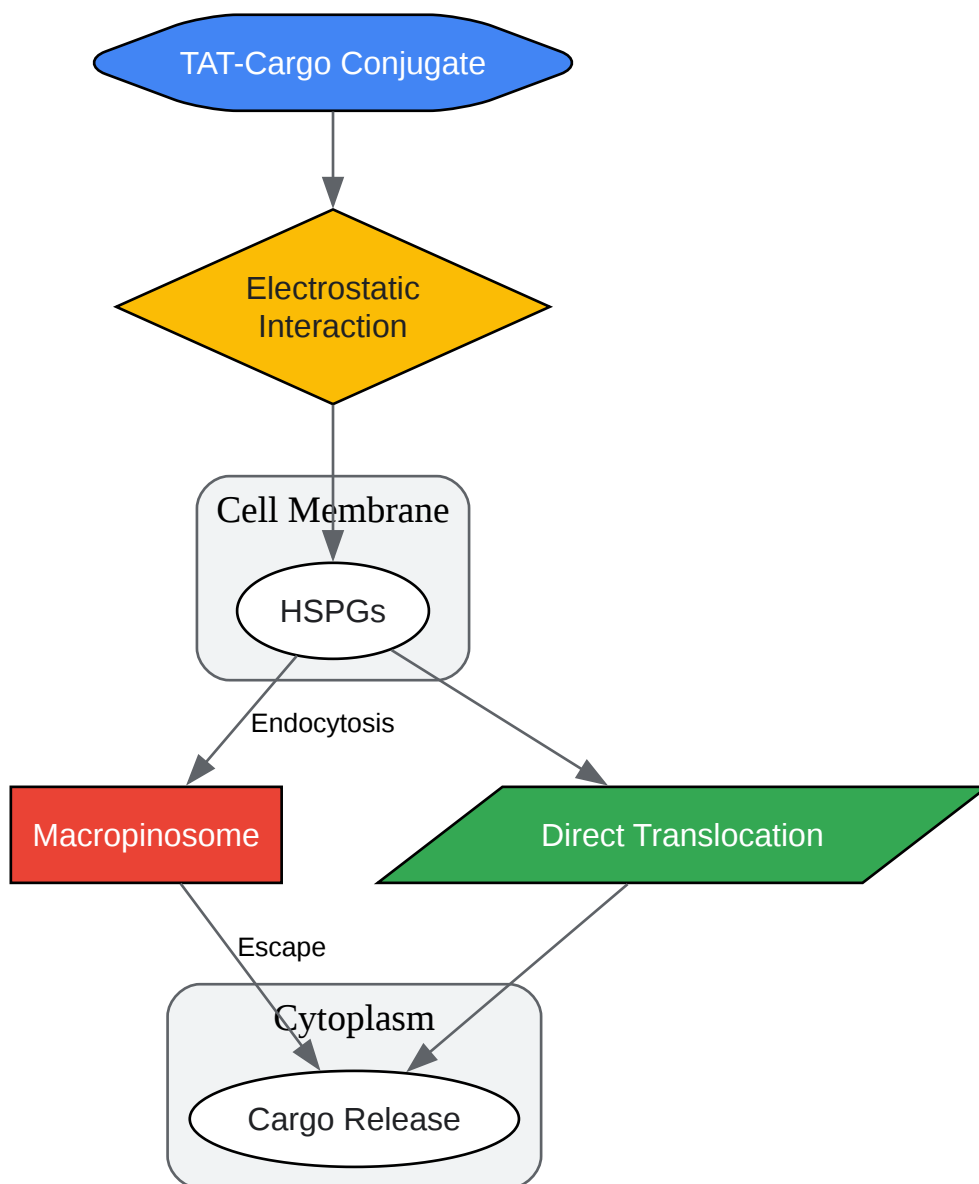 TAT-Cargo Conjugate
Electrostatic
Interaction
Cell Membrane
HSPGs
Endocytosis
Macropinosome
Direct Translocation
Escape
Cytoplasm
Cargo Release